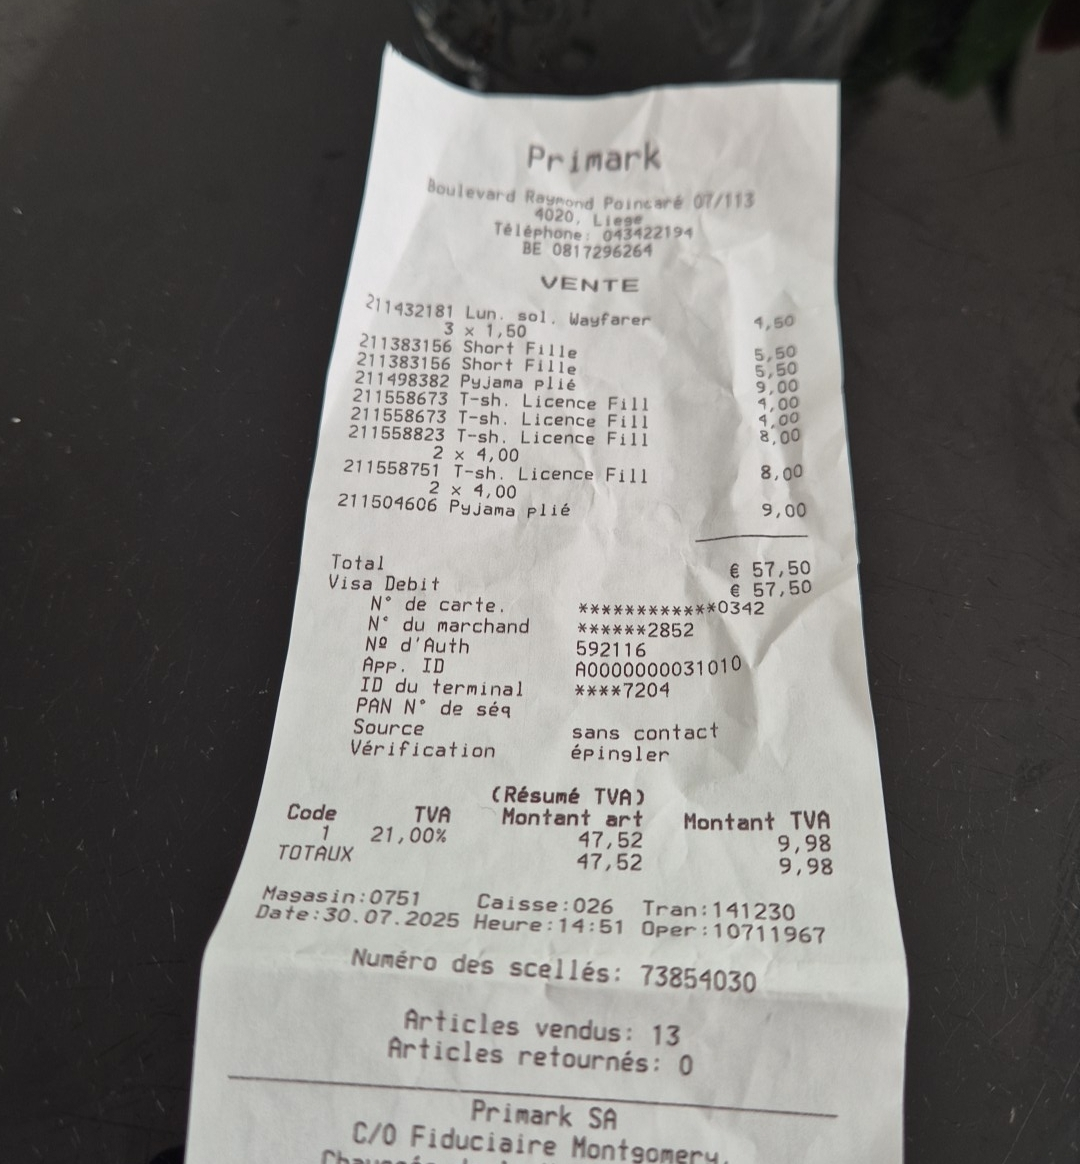 Primark
Boulevard Raymond Poincaré 07/113
4020, Liege
Téléphone: 043422194
BE 0817296264
VENTE
211432181 Lun. sol. Wayfarer 4,50
3 x 1,50
211383156 Short Fille 5,50
211383156 Short Fille 5,50
211498382 Pyjama plié 9,00
211558673 T-sh. Licence Fill 4,00
211558673 T-sh. Licence Fill 4,00
211558823 T-sh. Licence Fill 8,00
2 x 4,00
211558751 T-sh. Licence Fill 8,00
2 x 4,00
211504606 Pyjama plié 9,00
Total € 57,50
Visa Debit € 57,50
N° de carte. ************0342
N° du marchand ******2852
Nº d'Auth 592116
App. ID A0000000031010
ID du terminal ****7204
PAN N° de séq
Source sans contact
Vérification épingler
(Résumé TVA)
Code TVA Montant art Montant TVA
1 21,00% 47,52 9,98
TOTAUX 47,52 9,98
Magasin:0751 Caisse:026 Tran:141230
Date:30.07.2025 Heure:14:51 Oper:10711967
Numéro des scellés: 73854030
Articles vendus: 13
Articles retournés: 0
Primark SA
C/O Fiduciaire Montgomery,